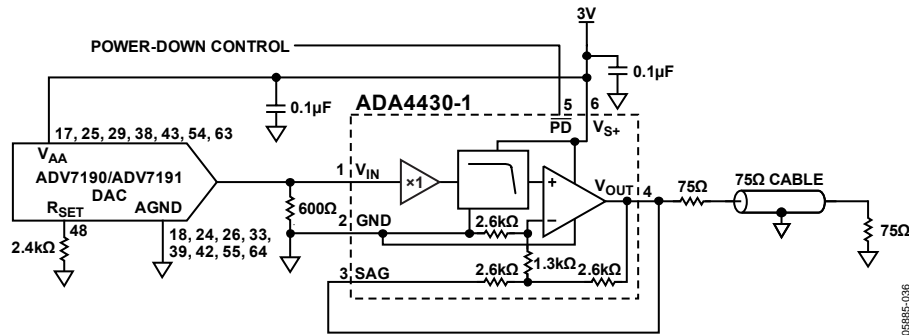 3V
POWER-DOWN CONTROL
0.1µF
0.1µF
ADA4430-1
5
6
PD
VS+
17, 25, 29, 38, 43, 54, 63
VAA
ADV7190/ADV7191
DAC
RSET
AGND
48
2.4kΩ
18, 24, 26, 33,
39, 42, 55, 64
1
VIN
×1
600Ω
2
GND
2.6kΩ
+
−
VOUT
4
75Ω
75Ω CABLE
75Ω
1.3kΩ
3
SAG
2.6kΩ
2.6kΩ
05885-036